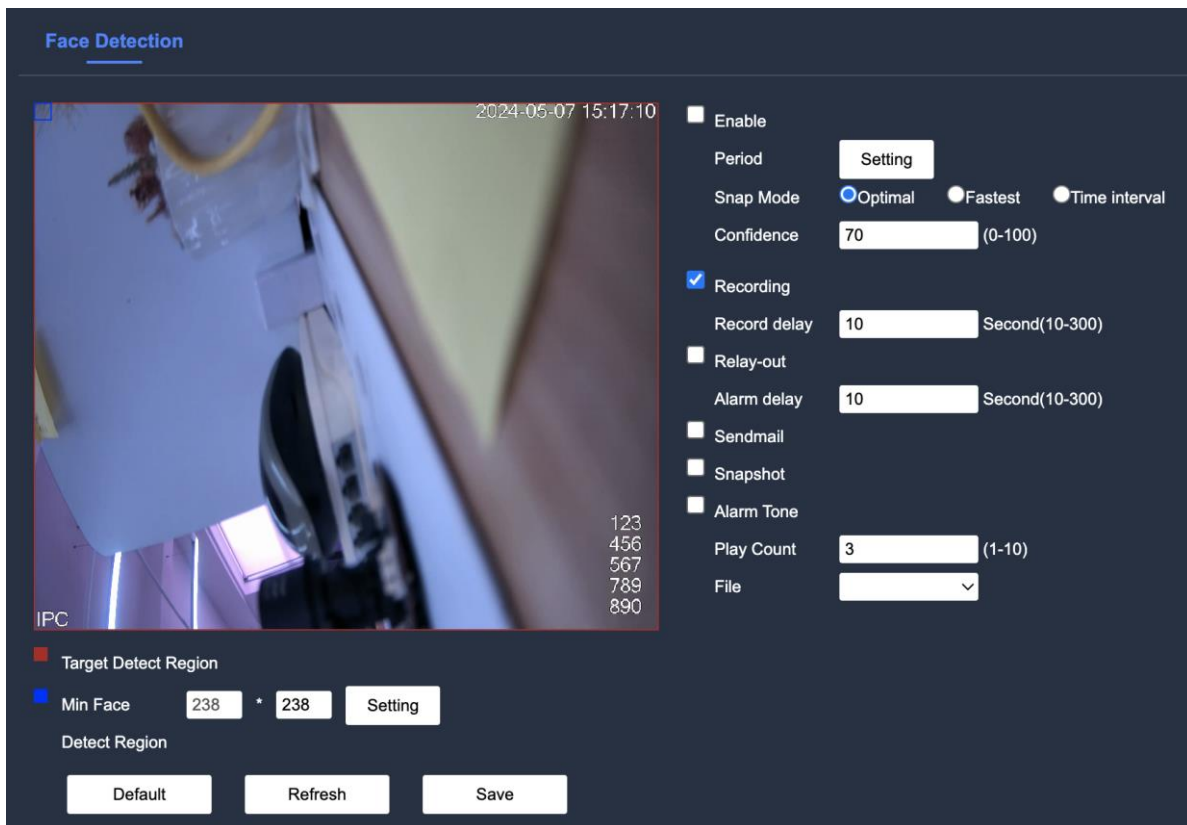 Face Detection
2024-05-07 15:17:10
123
456
567
789
890
IPC
Enable
Period Setting
Snap Mode Optimal Fastest Time interval
Confidence 70 (0-100)
Recording
Record delay 10 Second(10-300)
Relay-out
Alarm delay 10 Second(10-300)
Sendmail
Snapshot
Alarm Tone
Play Count 3 (1-10)
File
Target Detect Region
Min Face 238 * 238 Setting
Detect Region
Default Refresh Save